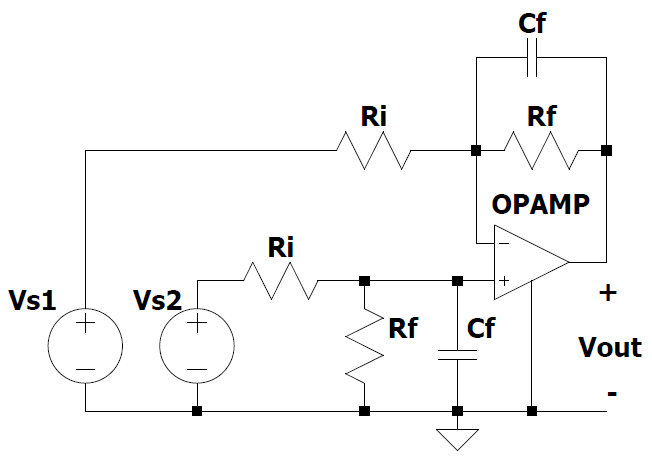 Cf
Ri
Rf
OPAMP
Ri
Vs1
Vs2
Rf
Cf
+
Vout
-